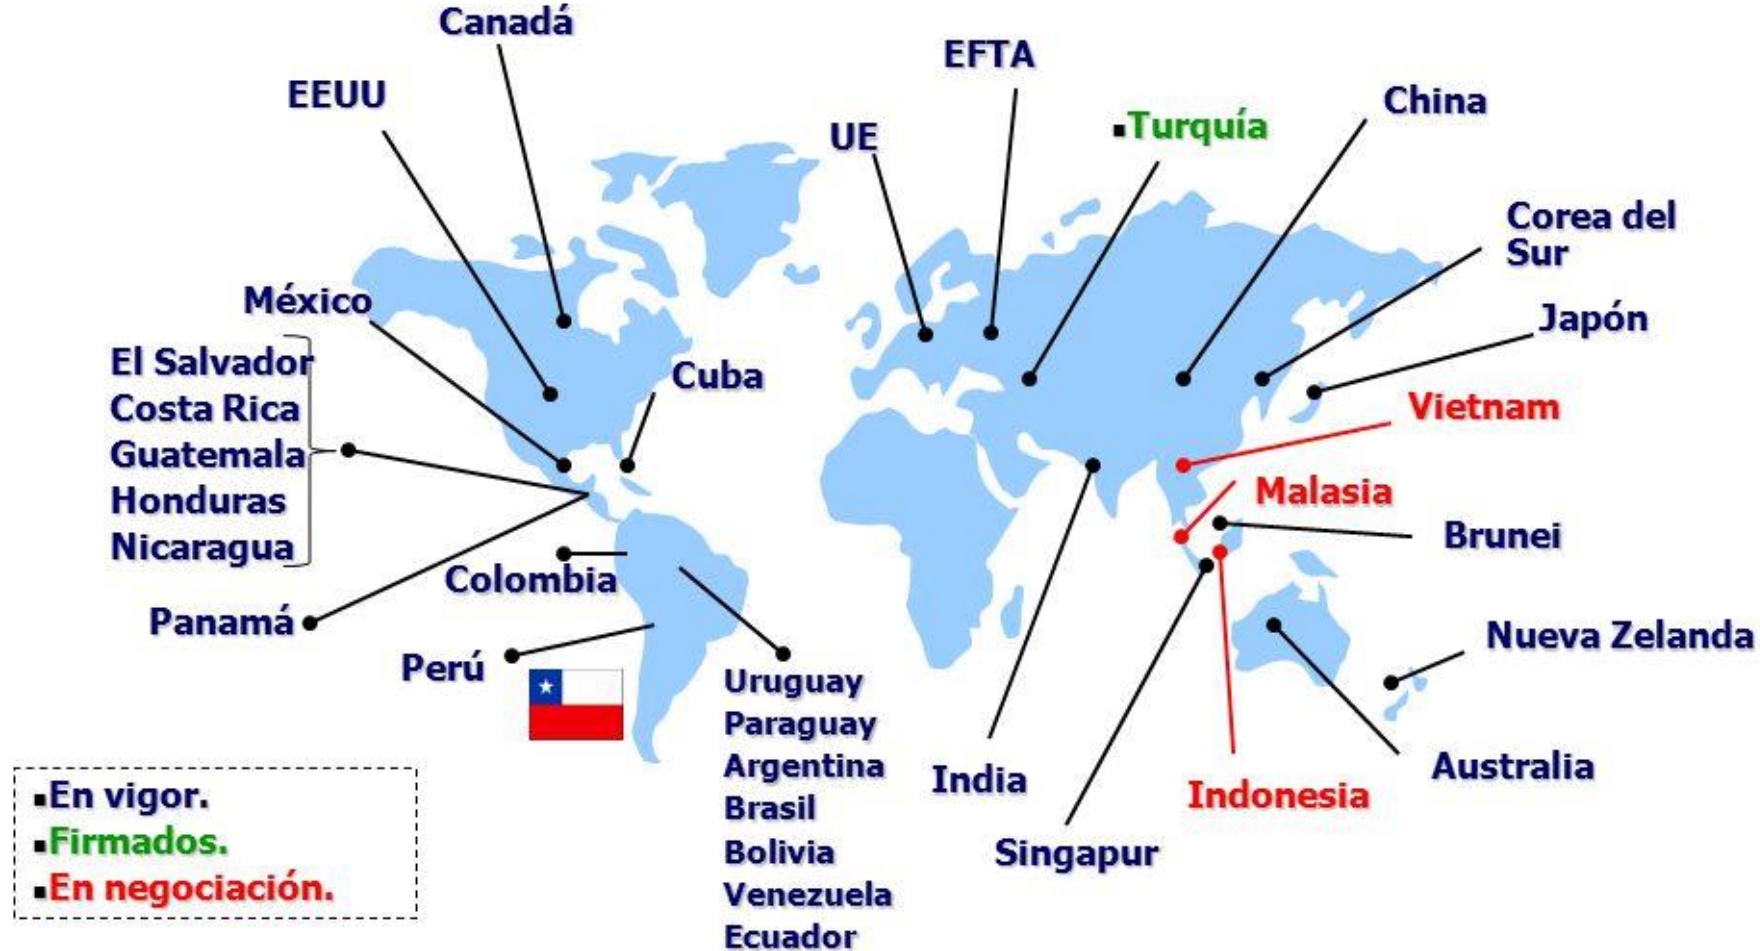 Canadá
EFTA
EEUU
China
▪Turquía
UE
Corea del
Sur
México
Japón
El Salvador
Cuba
Costa Rica
Vietnam
Guatemala
Malasia
Honduras
Brunei
Nicaragua
Colombia
Panamá
Nueva Zelanda
Perú
Uruguay
Paraguay
Argentina
Australia
India
Indonesia
Brasil
Singapur
Bolivia
Venezuela
Ecuador
▪En vigor.
▪Firmados.
▪En negociación.